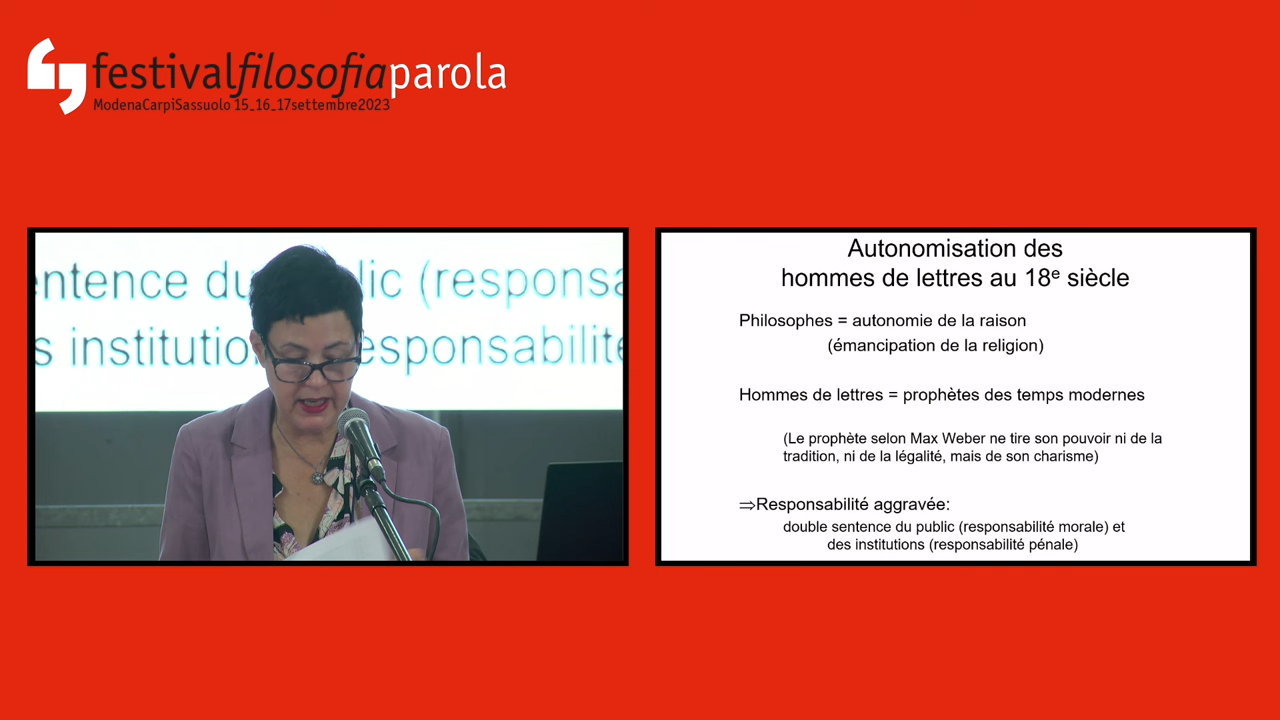 festivalfilosofiaparola
ModenaCarpiSassuolo 15_16_17settembre2023
entence du public (responsa
s institutio responsabilité
Autonomisation des
hommes de lettres au 18e siècle
Philosophes = autonomie de la raison
(émancipation de la religion)
Hommes de lettres = prophètes des temps modernes
(Le prophète selon Max Weber ne tire son pouvoir ni de la
tradition, ni de la légalité, mais de son charisme)
⇒Responsabilité aggravée:
double sentence du public (responsabilité morale) et
des institutions (responsabilité pénale)